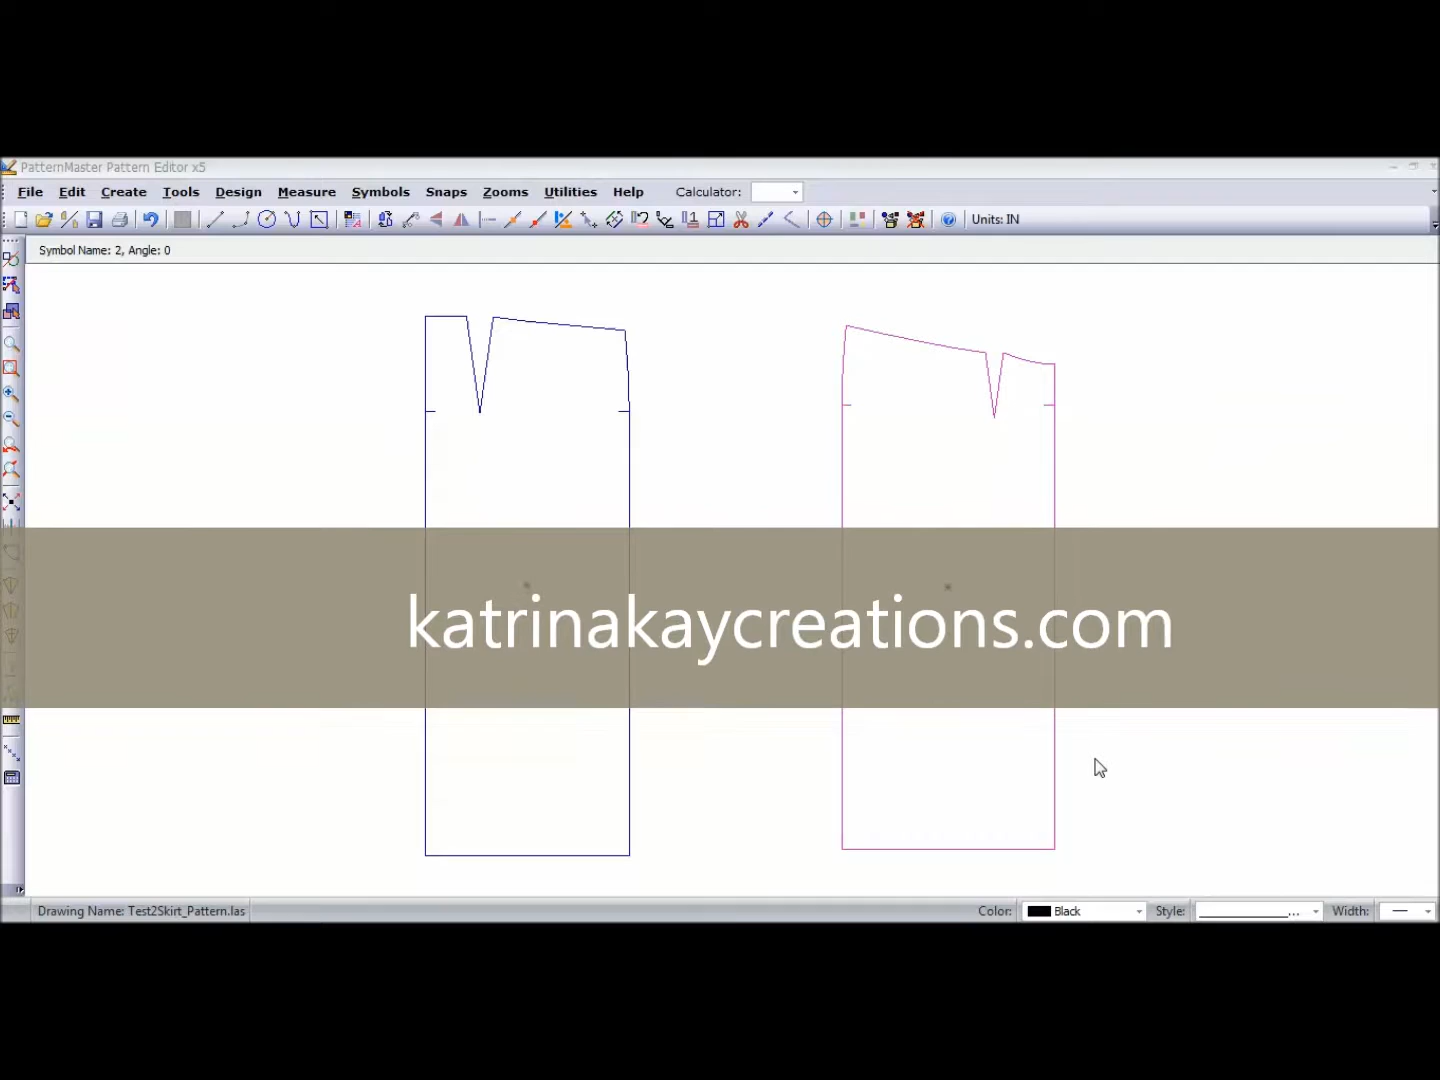 PatternMaster Pattern Editor x5
File Edit Create Tools Design Measure Symbols Snaps Zooms Utilities Help Calculator:
Units: IN
Symbol Name: 2, Angle: 0
katrinakaycreations.com
Drawing Name: Test2Skirt_Pattern.las Color: Black Style: ... Width: